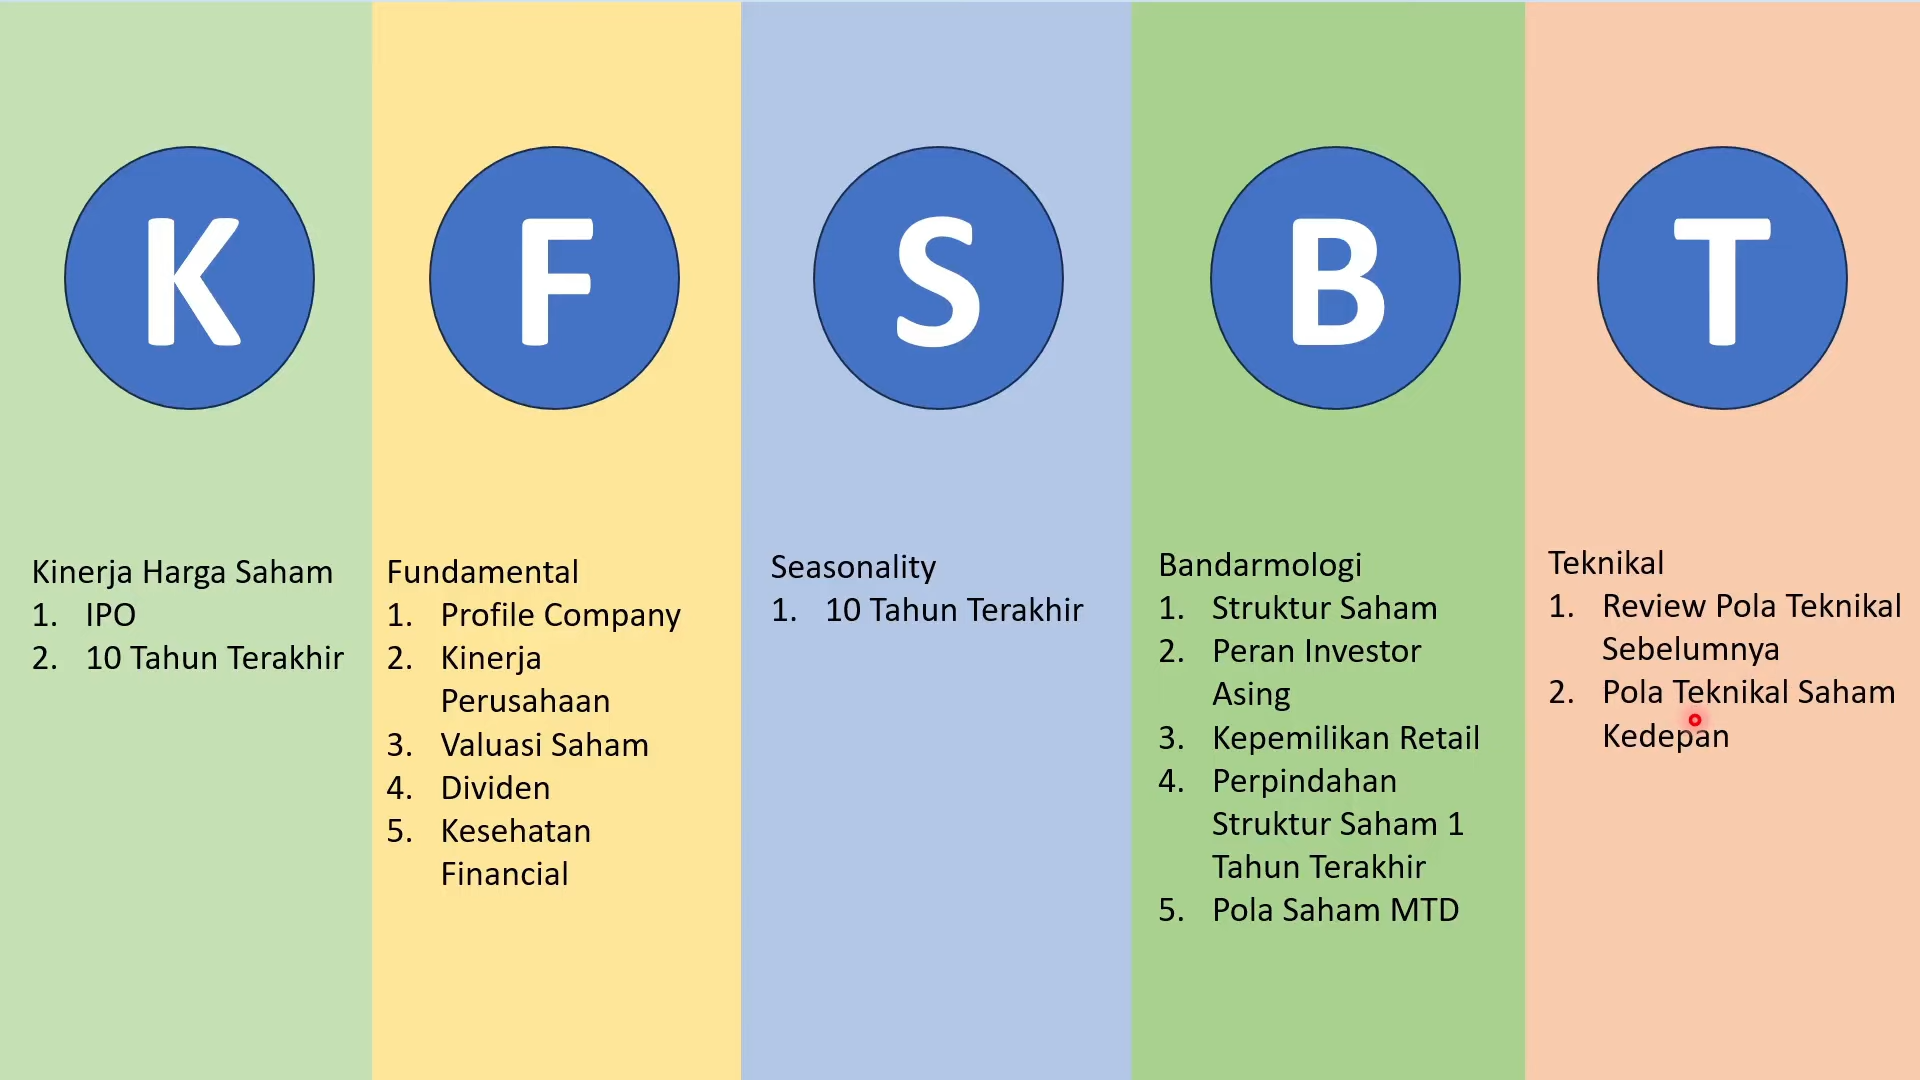 K
F
S
B
T
Kinerja Harga Saham
1. IPO
2. 10 Tahun Terakhir
Fundamental
1. Profile Company
2. Kinerja
Perusahaan
3. Valuasi Saham
4. Dividen
5. Kesehatan
Financial
Seasonality
1. 10 Tahun Terakhir
Bandarmologi
1. Struktur Saham
2. Peran Investor
Asing
3. Kepemilikan Retail
4. Perpindahan
Struktur Saham 1
Tahun Terakhir
5. Pola Saham MTD
Teknikal
1. Review Pola Teknikal
Sebelumnya
2. Pola Teknikal Saham
Kedepan